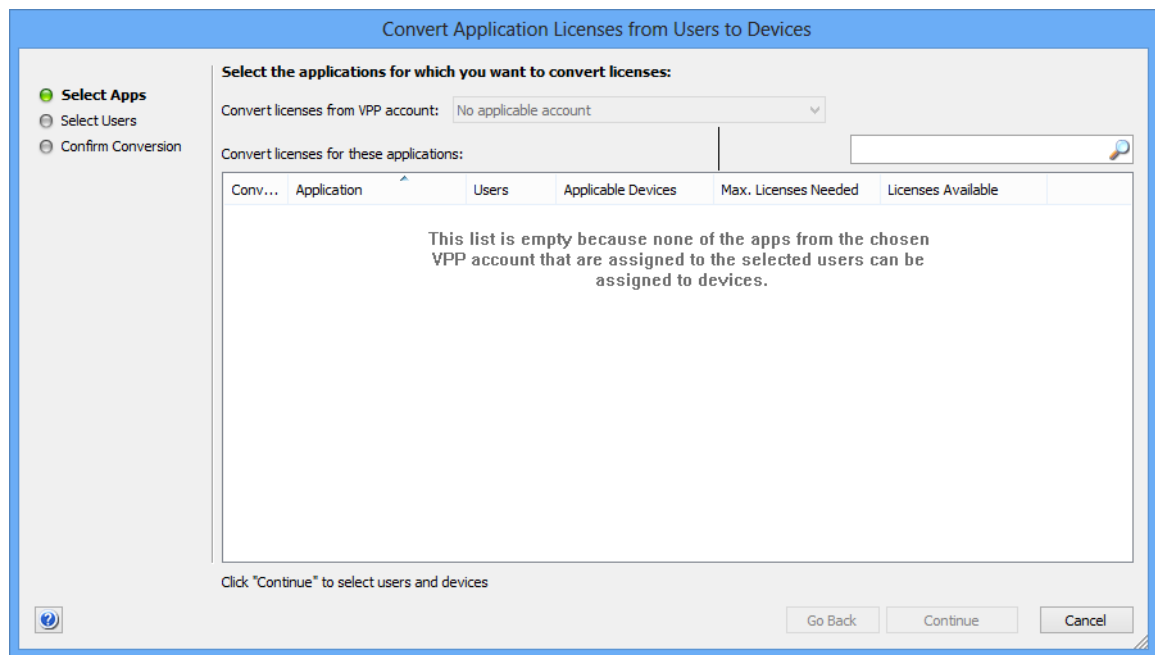 Convert Application Licenses from Users to Devices
Select Apps
Select Users
Confirm Conversion
Select the applications for which you want to convert licenses:
Convert licenses from VPP account: No applicable account
Convert licenses for these applications:
Conv... Application Users Applicable Devices Max. Licenses Needed Licenses Available
This list is empty because none of the apps from the chosen
VPP account that are assigned to the selected users can be
assigned to devices.
Click "Continue" to select users and devices
? Go Back Continue Cancel